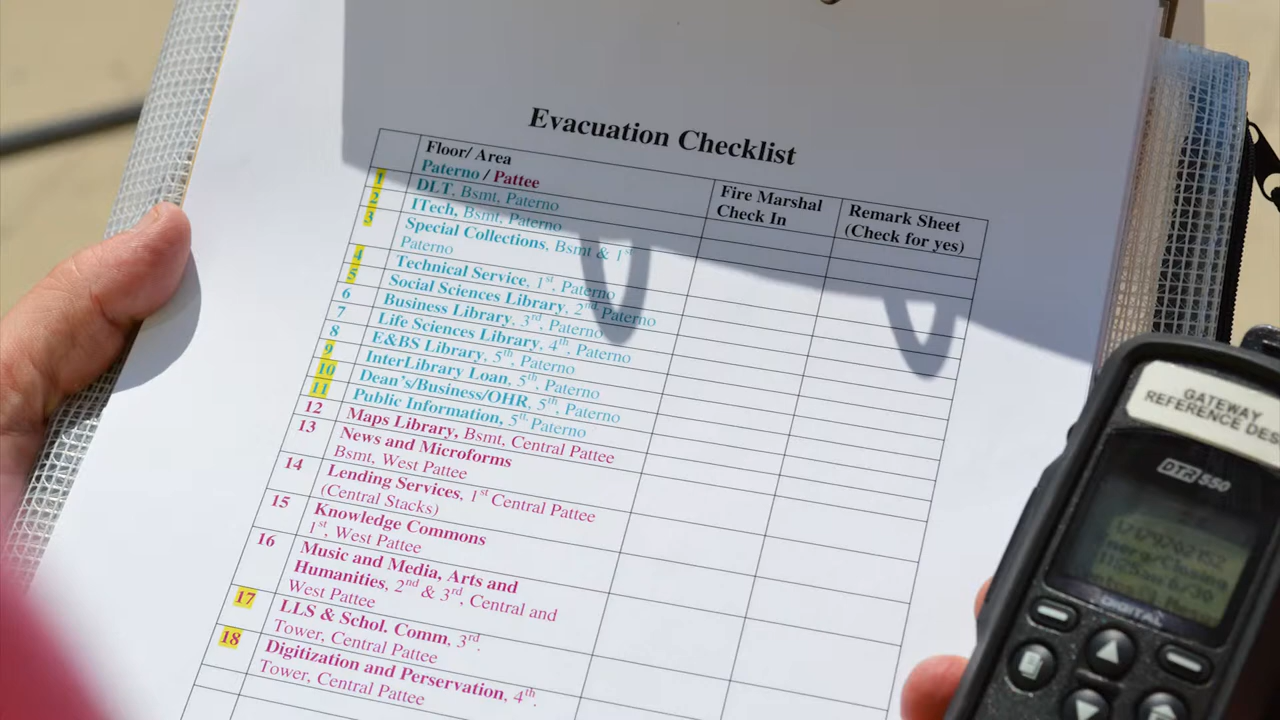 Evacuation Checklist
Floor/ Area
Paterno / Pattee
Fire Marshal
Check In
Remark Sheet
(Check for yes)
1 DLT, Bsmt, Paterno
2 ITech, Bsmt, Paterno
3 Special Collections, Bsmt & 1st
Paterno
4 Technical Service, 1st, Paterno
5 Social Sciences Library, 2nd, Paterno
6 Business Library, 3rd, Paterno
7 Life Sciences Library, 4th, Paterno
8 E&BS Library, 5th, Paterno
9 InterLibrary Loan, 5th, Paterno
10 Dean's/Business/OHR, 5th, Paterno
11 Public Information, 5th, Paterno
12 Maps Library, Bsmt, Central Pattee
13 News and Microforms
Bsmt, West Pattee
14 Lending Services, 1st Central Pattee
(Central Stacks)
15 Knowledge Commons
1st, West Pattee
16 Music and Media, Arts and
Humanities, 2nd & 3rd, Central and
West Pattee
17 LLS & Schol. Comm, 3rd.
Tower, Central Pattee
18 Digitization and Perservation, 4th.
Tower, Central Pattee
GATEWAY
REFERENCE DES
DTR 550
DIGITAL